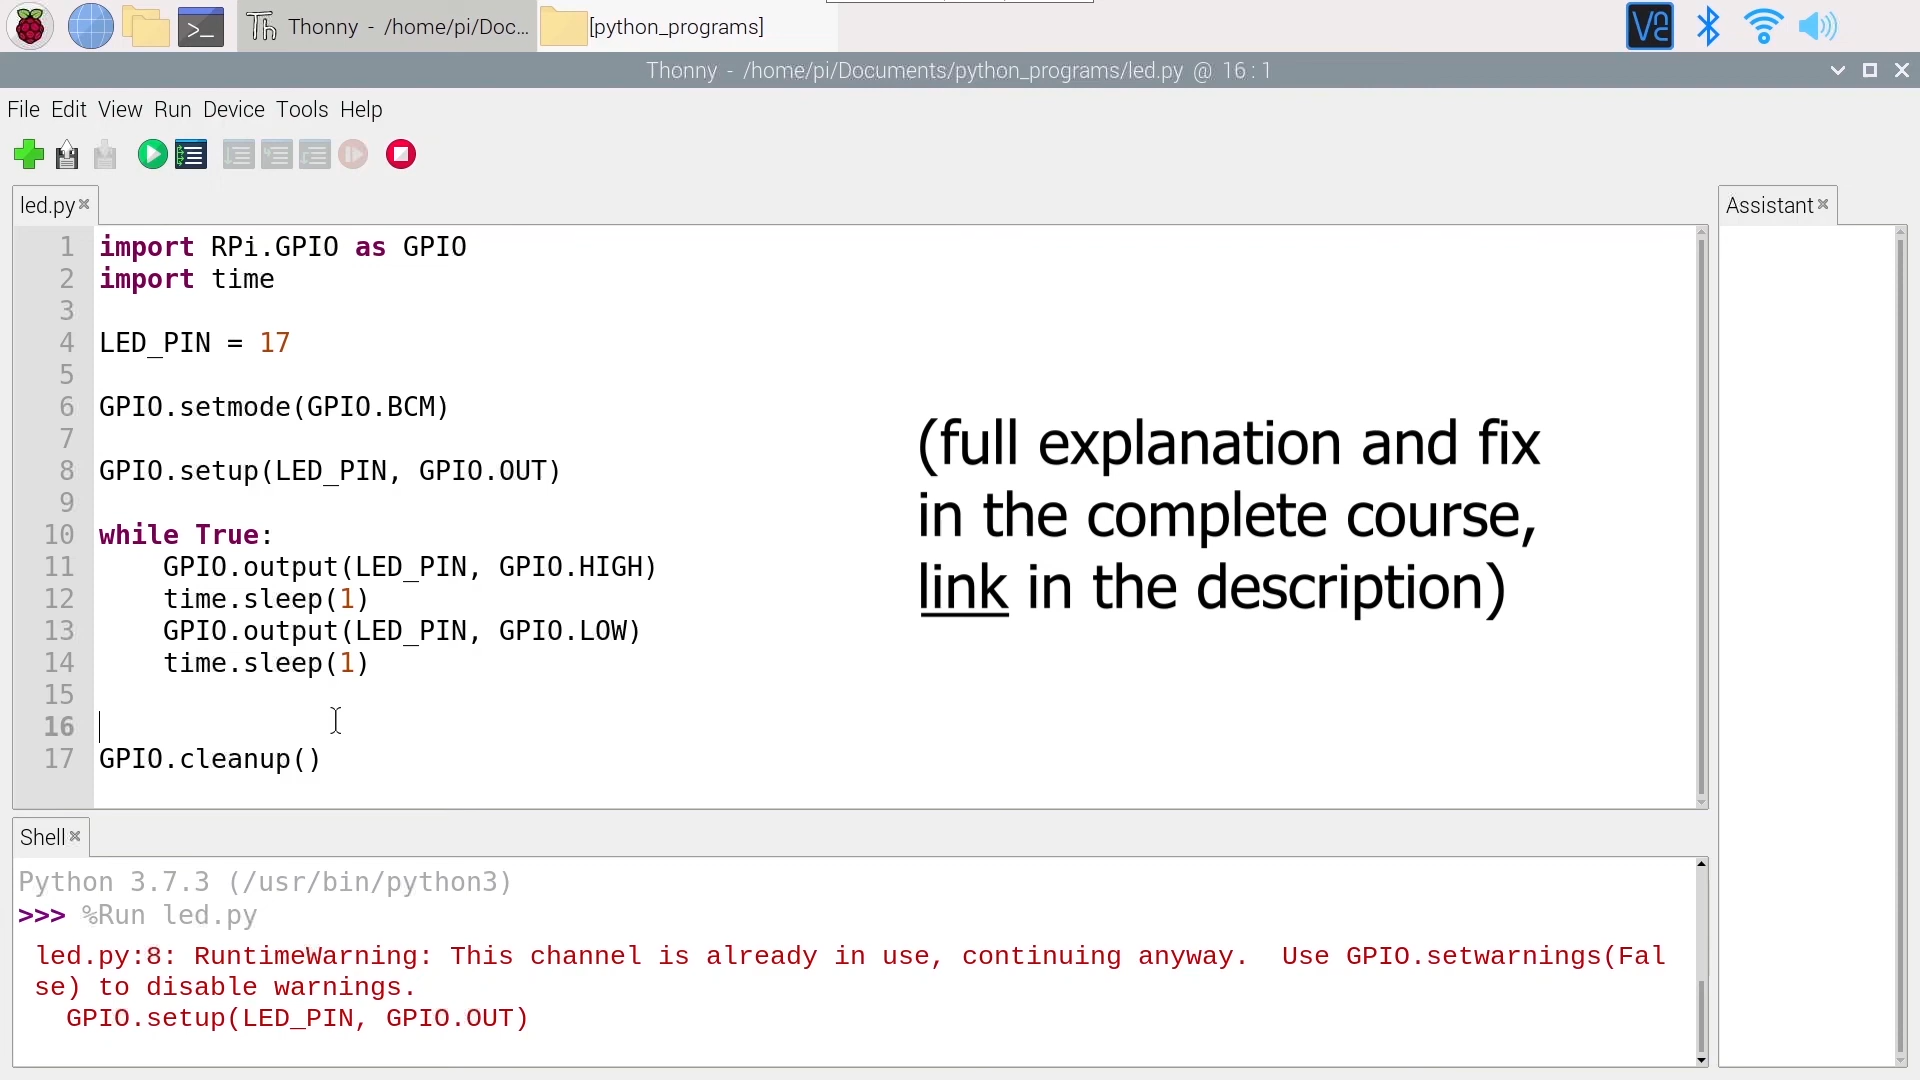 Thonny - /home/pi/Doc...
[python_programs]
Thonny - /home/pi/Documents/python_programs/led.py @ 16 : 1
File Edit View Run Device Tools Help
led.py
Assistant
1 import RPi.GPIO as GPIO
2 import time
3
4 LED_PIN = 17
5
6 GPIO.setmode(GPIO.BCM)
7
8 GPIO.setup(LED_PIN, GPIO.OUT)
9
10 while True:
11     GPIO.output(LED_PIN, GPIO.HIGH)
12     time.sleep(1)
13     GPIO.output(LED_PIN, GPIO.LOW)
14     time.sleep(1)
15
16
17 GPIO.cleanup()
(full explanation and fix
in the complete course,
link in the description)
Shell
Python 3.7.3 (/usr/bin/python3)
>>> %Run led.py
led.py:8: RuntimeWarning: This channel is already in use, continuing anyway.  Use GPIO.setwarnings(Fal
se) to disable warnings.
GPIO.setup(LED_PIN, GPIO.OUT)